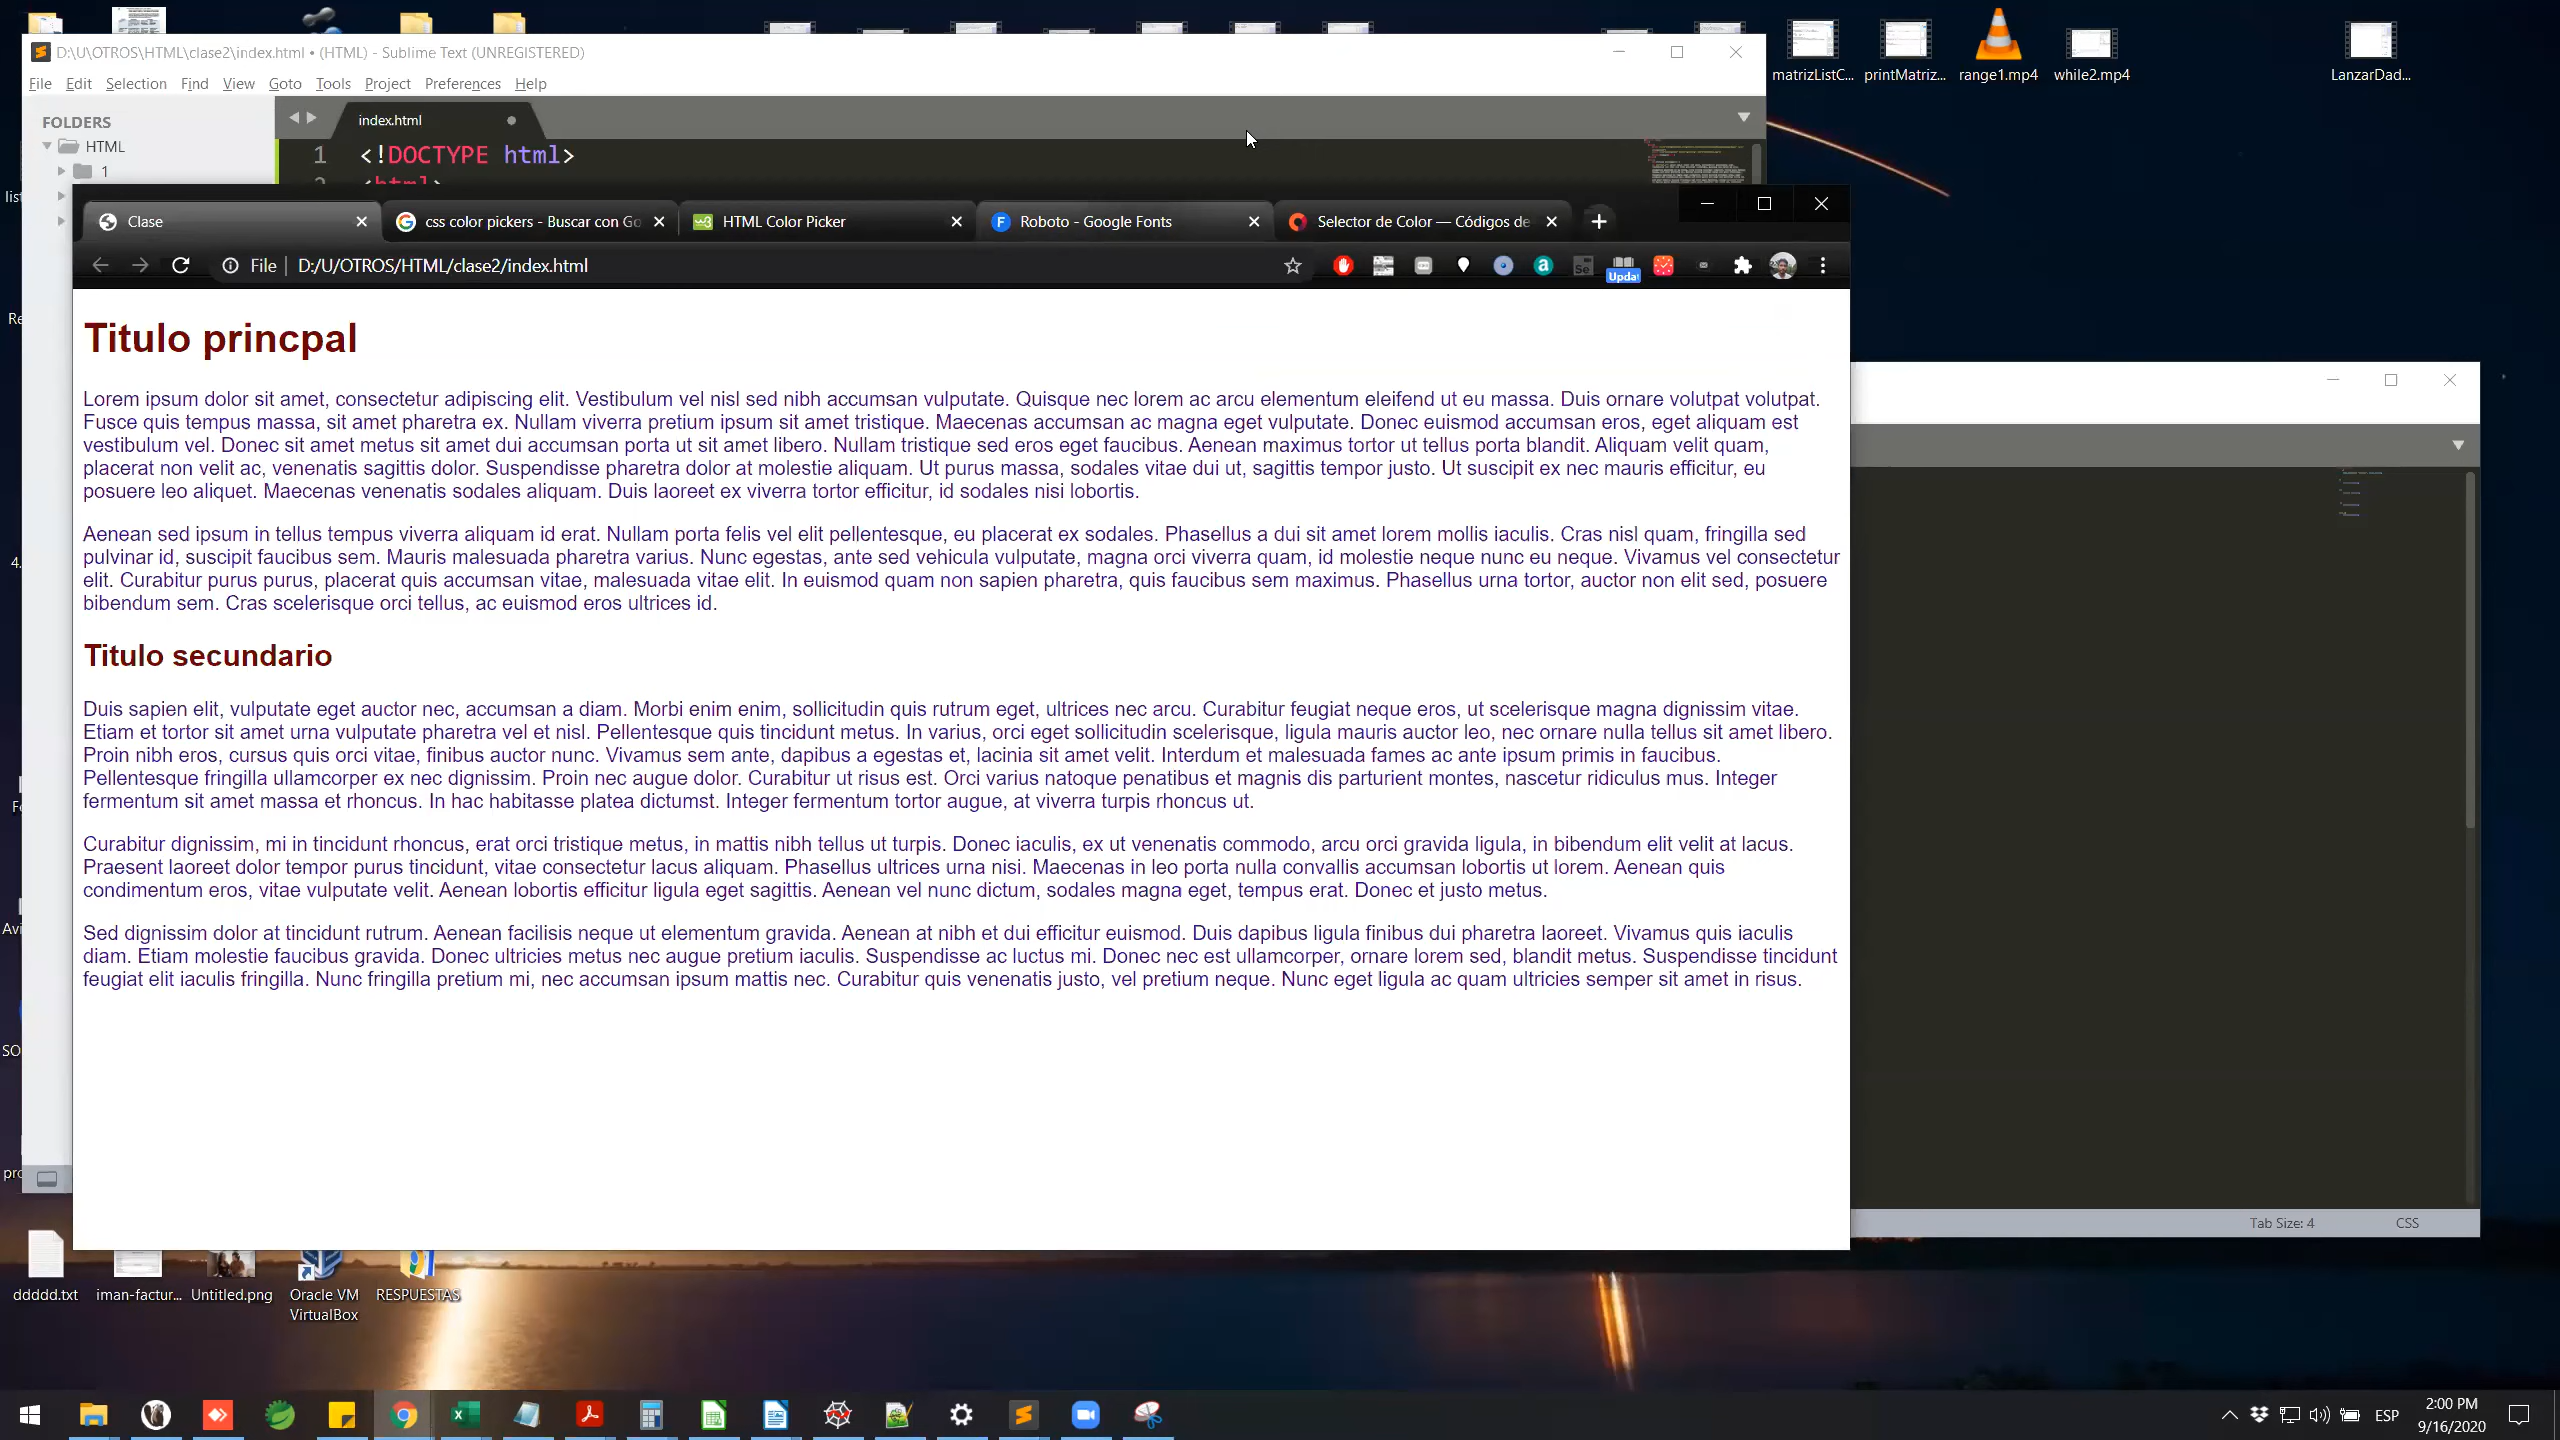 matrizListC...
printMatriz...
range1.mp4
while2.mp4
LanzarDad...
D:\U\OTROS\HTML\clase2\index.html • (HTML) - Sublime Text (UNREGISTERED)
File Edit Selection Find View Goto Tools Project Preferences Help
FOLDERS
HTML
1
index.html
1 <!DOCTYPE html>
2 <html>
Clase
css color pickers - Buscar con Go
HTML Color Picker
Roboto - Google Fonts
Selector de Color — Códigos de
File D:/U/OTROS/HTML/clase2/index.html
Updat
Titulo princpal
Lorem ipsum dolor sit amet, consectetur adipiscing elit. Vestibulum vel nisl sed nibh accumsan vulputate. Quisque nec lorem ac arcu elementum eleifend ut eu massa. Duis ornare volutpat volutpat.
Fusce quis tempus massa, sit amet pharetra ex. Nullam viverra pretium ipsum sit amet tristique. Maecenas accumsan ac magna eget vulputate. Donec euismod accumsan eros, eget aliquam est
vestibulum vel. Donec sit amet metus sit amet dui accumsan porta ut sit amet libero. Nullam tristique sed eros eget faucibus. Aenean maximus tortor ut tellus porta blandit. Aliquam velit quam,
placerat non velit ac, venenatis sagittis dolor. Suspendisse pharetra dolor at molestie aliquam. Ut purus massa, sodales vitae dui ut, sagittis tempor justo. Ut suscipit ex nec mauris efficitur, eu
posuere leo aliquet. Maecenas venenatis sodales aliquam. Duis laoreet ex viverra tortor efficitur, id sodales nisi lobortis.
Aenean sed ipsum in tellus tempus viverra aliquam id erat. Nullam porta felis vel elit pellentesque, eu placerat ex sodales. Phasellus a dui sit amet lorem mollis iaculis. Cras nisl quam, fringilla sed
pulvinar id, suscipit faucibus sem. Mauris malesuada pharetra varius. Nunc egestas, ante sed vehicula vulputate, magna orci viverra quam, id molestie neque nunc eu neque. Vivamus vel consectetur
elit. Curabitur purus purus, placerat quis accumsan vitae, malesuada vitae elit. In euismod quam non sapien pharetra, quis faucibus sem maximus. Phasellus urna tortor, auctor non elit sed, posuere
bibendum sem. Cras scelerisque orci tellus, ac euismod eros ultrices id.
Titulo secundario
Duis sapien elit, vulputate eget auctor nec, accumsan a diam. Morbi enim enim, sollicitudin quis rutrum eget, ultrices nec arcu. Curabitur feugiat neque eros, ut scelerisque magna dignissim vitae.
Etiam et tortor sit amet urna vulputate pharetra vel et nisl. Pellentesque quis tincidunt metus. In varius, orci eget sollicitudin scelerisque, ligula mauris auctor leo, nec ornare nulla tellus sit amet libero.
Proin nibh eros, cursus quis orci vitae, finibus auctor nunc. Vivamus sem ante, dapibus a egestas et, lacinia sit amet velit. Interdum et malesuada fames ac ante ipsum primis in faucibus.
Pellentesque fringilla ullamcorper ex nec dignissim. Proin nec augue dolor. Curabitur ut risus est. Orci varius natoque penatibus et magnis dis parturient montes, nascetur ridiculus mus. Integer
fermentum sit amet massa et rhoncus. In hac habitasse platea dictumst. Integer fermentum tortor augue, at viverra turpis rhoncus ut.
Curabitur dignissim, mi in tincidunt rhoncus, erat orci tristique metus, in mattis nibh tellus ut turpis. Donec iaculis, ex ut venenatis commodo, arcu orci gravida ligula, in bibendum elit velit at lacus.
Praesent laoreet dolor tempor purus tincidunt, vitae consectetur lacus aliquam. Phasellus ultrices urna nisi. Maecenas in leo porta nulla convallis accumsan lobortis ut lorem. Aenean quis
condimentum eros, vitae vulputate velit. Aenean lobortis efficitur ligula eget sagittis. Aenean vel nunc dictum, sodales magna eget, tempus erat. Donec et justo metus.
Sed dignissim dolor at tincidunt rutrum. Aenean facilisis neque ut elementum gravida. Aenean at nibh et dui efficitur euismod. Duis dapibus ligula finibus dui pharetra laoreet. Vivamus quis iaculis
diam. Etiam molestie faucibus gravida. Donec ultricies metus nec augue pretium iaculis. Suspendisse ac luctus mi. Donec nec est ullamcorper, ornare lorem sed, blandit metus. Suspendisse tincidunt
feugiat elit iaculis fringilla. Nunc fringilla pretium mi, nec accumsan ipsum mattis nec. Curabitur quis venenatis justo, vel pretium neque. Nunc eget ligula ac quam ultricies semper sit amet in risus.
Tab Size: 4 CSS
ddddd.txt
iman-factur...
Untitled.png
Oracle VM
VirtualBox
RESPUESTAS
ESP
2:00 PM
9/16/2020